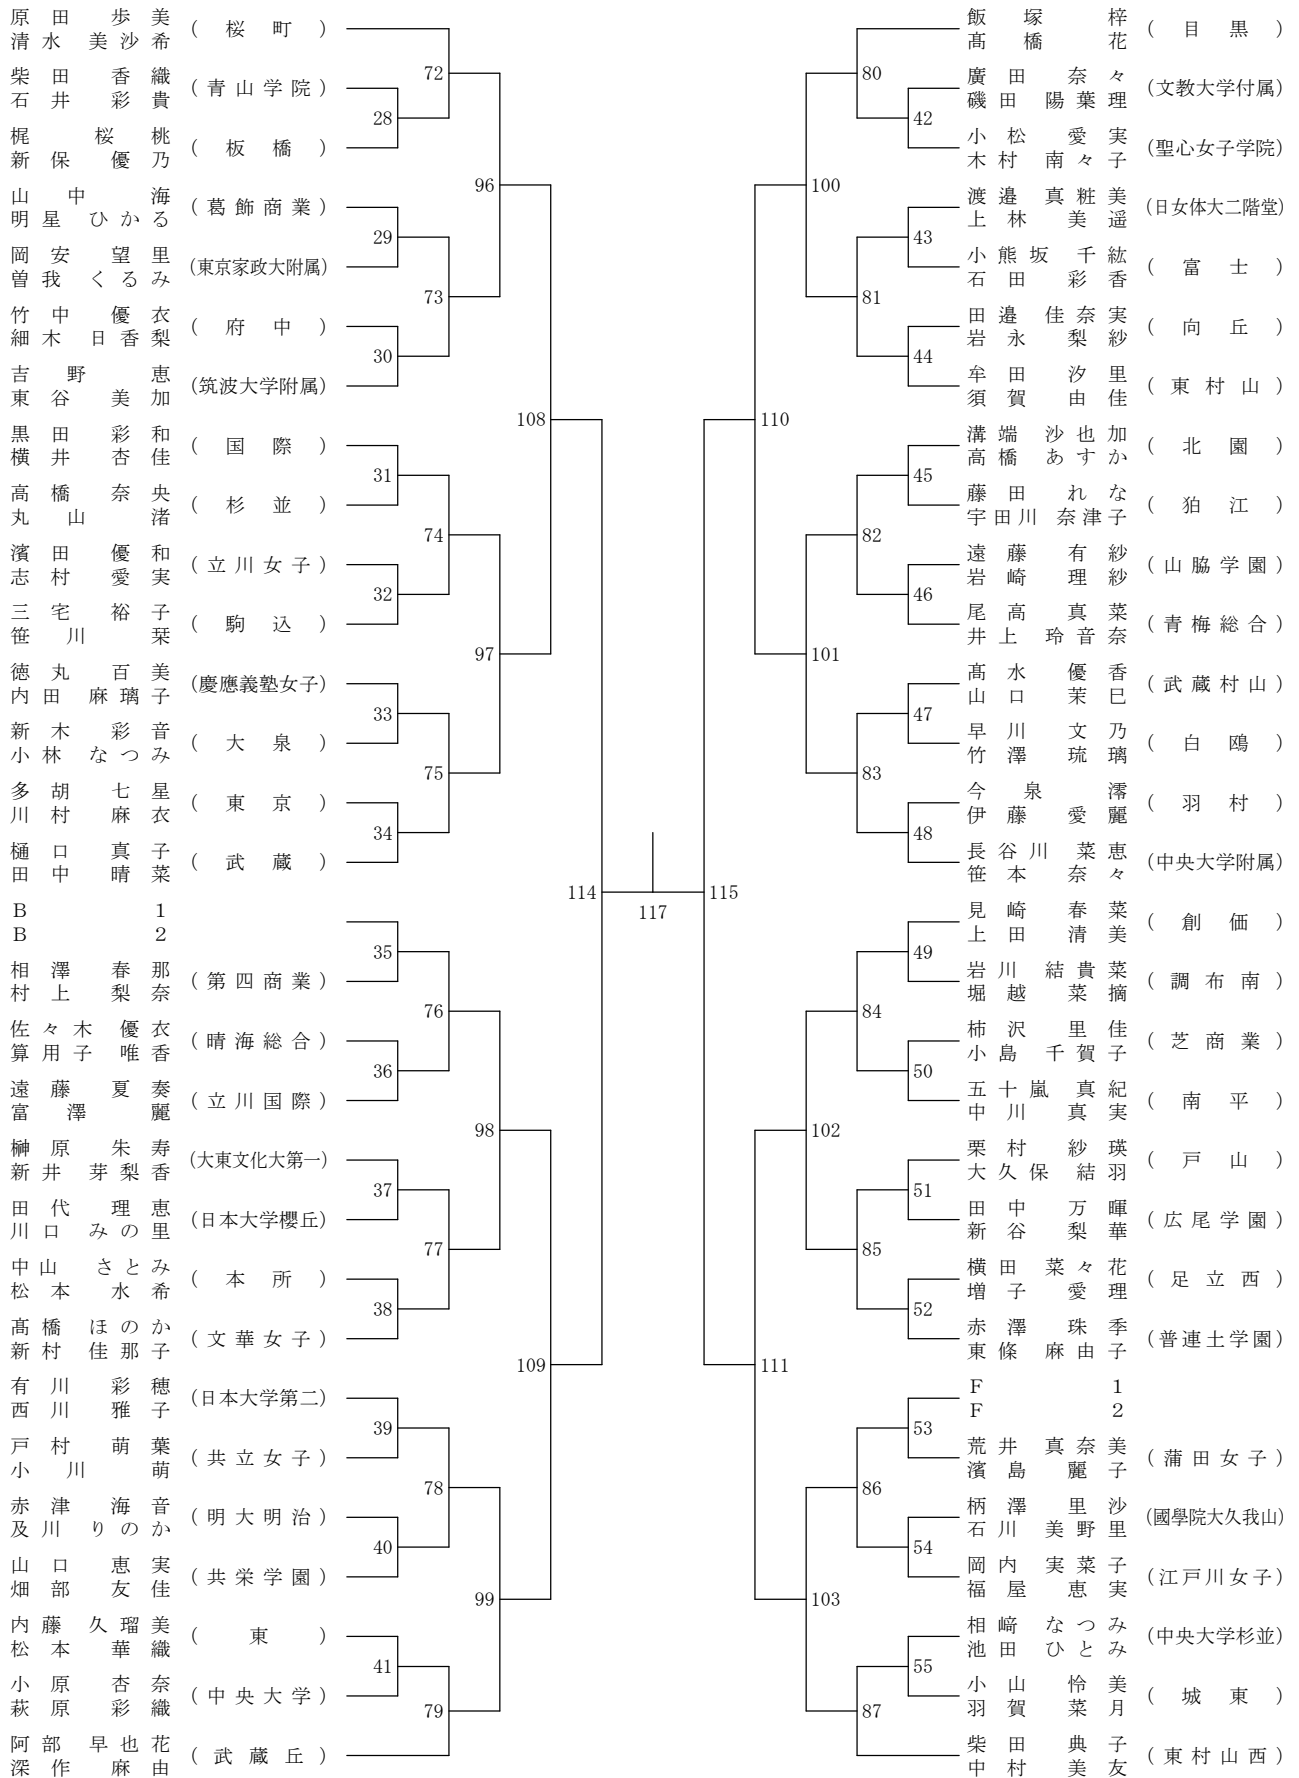 原田 歩美
清水 美沙希 (桜町)
柴田 香織
石井 彩貴 (青山学院)
梶 桜桃
新保 優乃 (板橋)
山中 海
明星 ひかる (葛飾商業)
岡安 望里
曽我 くるみ (東京家政大附属)
竹中 優衣
細木 日香梨 (府中)
吉野 恵
東谷 美加 (筑波大学附属)
黒田 彩和
横井 杏佳 (国際)
高橋 奈央
丸山 渚 (杉並)
濱田 優和
志村 愛実 (立川女子)
三宅 裕子
笹川 栞 (駒込)
徳丸 百美
内田 麻璃子 (慶應義塾女子)
新木 彩音
小林 なつみ (大泉)
多胡 七星
川村 麻衣 (東京)
樋口 真子
田中 晴菜 (武蔵)
B 1
B 2
相澤 春那
村上 梨奈 (第四商業)
佐々木 優衣
算用子 唯香 (晴海総合)
遠藤 夏奏
富澤 麗 (立川国際)
榊原 朱寿
新井 芽梨香 (大東文化大第一)
田代 理恵
川口 みの里 (日本大学櫻丘)
中山 さとみ
松本 水希 (本所)
髙橋 ほのか
新村 佳那子 (文華女子)
有川 彩穂
西川 雅子 (日本大学第二)
戸村 萌葉
小川 萌 (共立女子)
赤津 海音
及川 りのか (明大明治)
山口 恵実
畑部 友佳 (共栄学園)
内藤 久瑠美
松本 華織 (東)
小原 杏奈
萩原 彩織 (中央大学)
阿部 早也花
深作 麻由 (武蔵丘)
28
29
30
31
32
33
34
35
36
37
38
39
40
41
72
73
74
75
76
77
78
79
96
97
98
99
108
109
114
117
115
110
111
100
101
102
103
80
81
82
83
84
85
86
87
42
43
44
45
46
47
48
49
50
51
52
53
54
55
飯塚 梓
髙橋 花 (目黒)
廣田 奈々
磯田 陽葉理 (文教大学付属)
小松 愛実
木村 南々子 (聖心女子学院)
渡邉 真粧美
上林 美遥 (日女体大二階堂)
小熊坂 千紘
石田 彩香 (富士)
田邉 佳奈実
岩永 梨紗 (向丘)
牟田 汐里
須賀 由佳 (東村山)
溝端 沙也加
高橋 あすか (北園)
藤田 れな
宇田川 奈津子 (狛江)
遠藤 有紗
岩崎 理紗 (山脇学園)
尾高 真菜
井上 玲音奈 (青梅総合)
髙水 優香
山口 茉巳 (武蔵村山)
早川 文乃
竹澤 琉璃 (白鴎)
今泉 澪
伊藤 愛麗 (羽村)
長谷川 菜恵
笹本 奈々 (中央大学附属)
見崎 春菜
上田 清美 (創価)
岩川 結貴菜
堀越 菜摘 (調布南)
柿沢 里佳
小島 千賀子 (芝商業)
五十嵐 真紀
中川 真実 (南平)
栗村 紗瑛
大久保 結羽 (戸山)
田中 万暉
新谷 梨華 (広尾学園)
横田 菜々花
増子 愛理 (足立西)
赤澤 珠季
東條 麻由子 (普連土学園)
F 1
F 2
荒井 真奈美
濱島 麗子 (蒲田女子)
柄澤 里沙
石川 美野里 (國學院大久我山)
岡内 実菜子
福屋 恵実 (江戸川女子)
相﨑 なつみ
池田 ひとみ (中央大学杉並)
小山 怜美
羽賀 菜月 (城東)
柴田 典子
中村 美友 (東村山西)